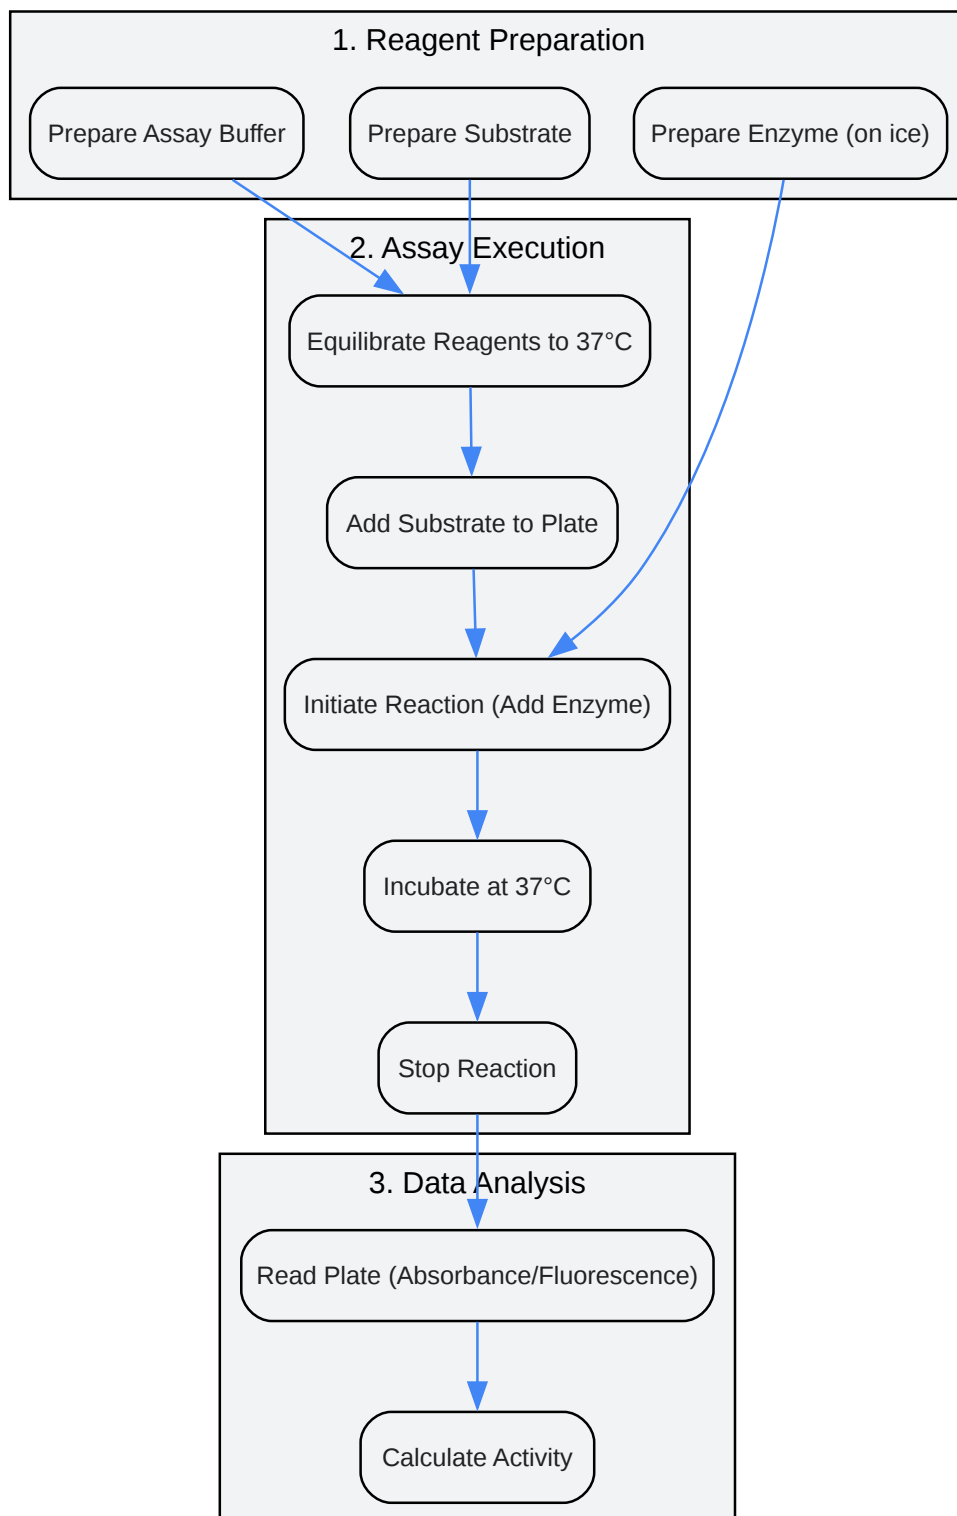 1. Reagent Preparation
Prepare Assay Buffer
Prepare Substrate
Prepare Enzyme (on ice)
2. Assay Execution
Equilibrate Reagents to 37°C
Add Substrate to Plate
Initiate Reaction (Add Enzyme)
Incubate at 37°C
Stop Reaction
3. Data Analysis
Read Plate (Absorbance/Fluorescence)
Calculate Activity